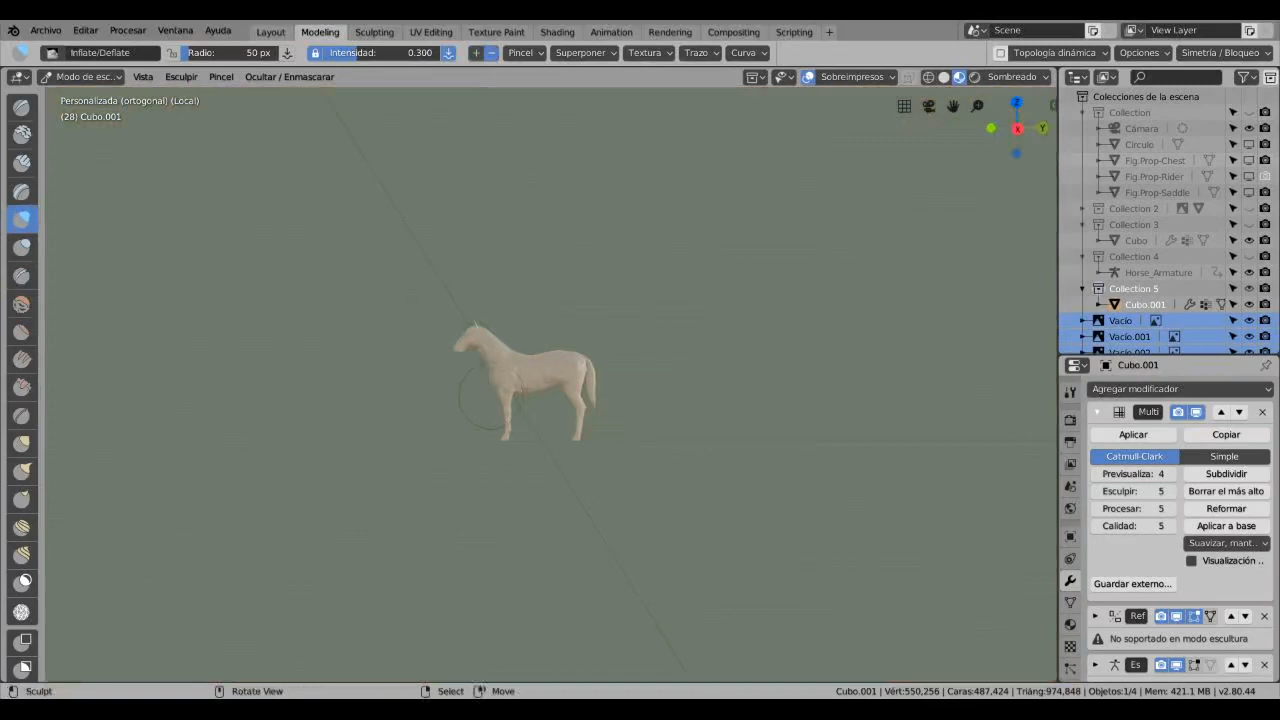 Archivo Editar Procesar Ventana Ayuda Layout Modeling Sculpting UV Editing Texture Paint Shading Animation Rendering Compositing Scripting + Scene View Layer
Inflate/Deflate Radio: 50 px Intensidad: 0.300 Pincel Superponer Textura Trazo Curva Topología dinámica Opciones Simetría / Bloqueo
Modo de esc.. Vista Esculpir Pincel Ocultar / Enmascarar Sobreimpresos Sombreado
Personalizada (ortogonal) (Local)
(28) Cubo.001
Z
X
Y
Colecciones de la escena
Collection
Cámara
Círculo
Fig.Prop-Chest
Fig.Prop-Rider
Fig.Prop-Saddle
Collection 2
Collection 3
Cubo
Collection 4
Horse_Armature
Collection 5
Cubo.001
Vacío
Vacío.001
Vacío.002
Cubo.001
Agregar modificador
Multi
Aplicar Copiar
Catmull-Clark Simple
Previsualiza: 4 Subdividir
Esculpir: 5 Borrar el más alto
Procesar: 5 Reformar
Calidad: 5 Aplicar a base
Suavizar, mant..
Visualización ..
Guardar externo...
Ref
No soportado en modo escultura
Es
Sculpt Rotate View Select Move Cubo.001 | Vért:550,256 | Caras:487,424 | Triáng:974,848 | Objetos:1/4 | Mem: 421.1 MB | v2.80.44